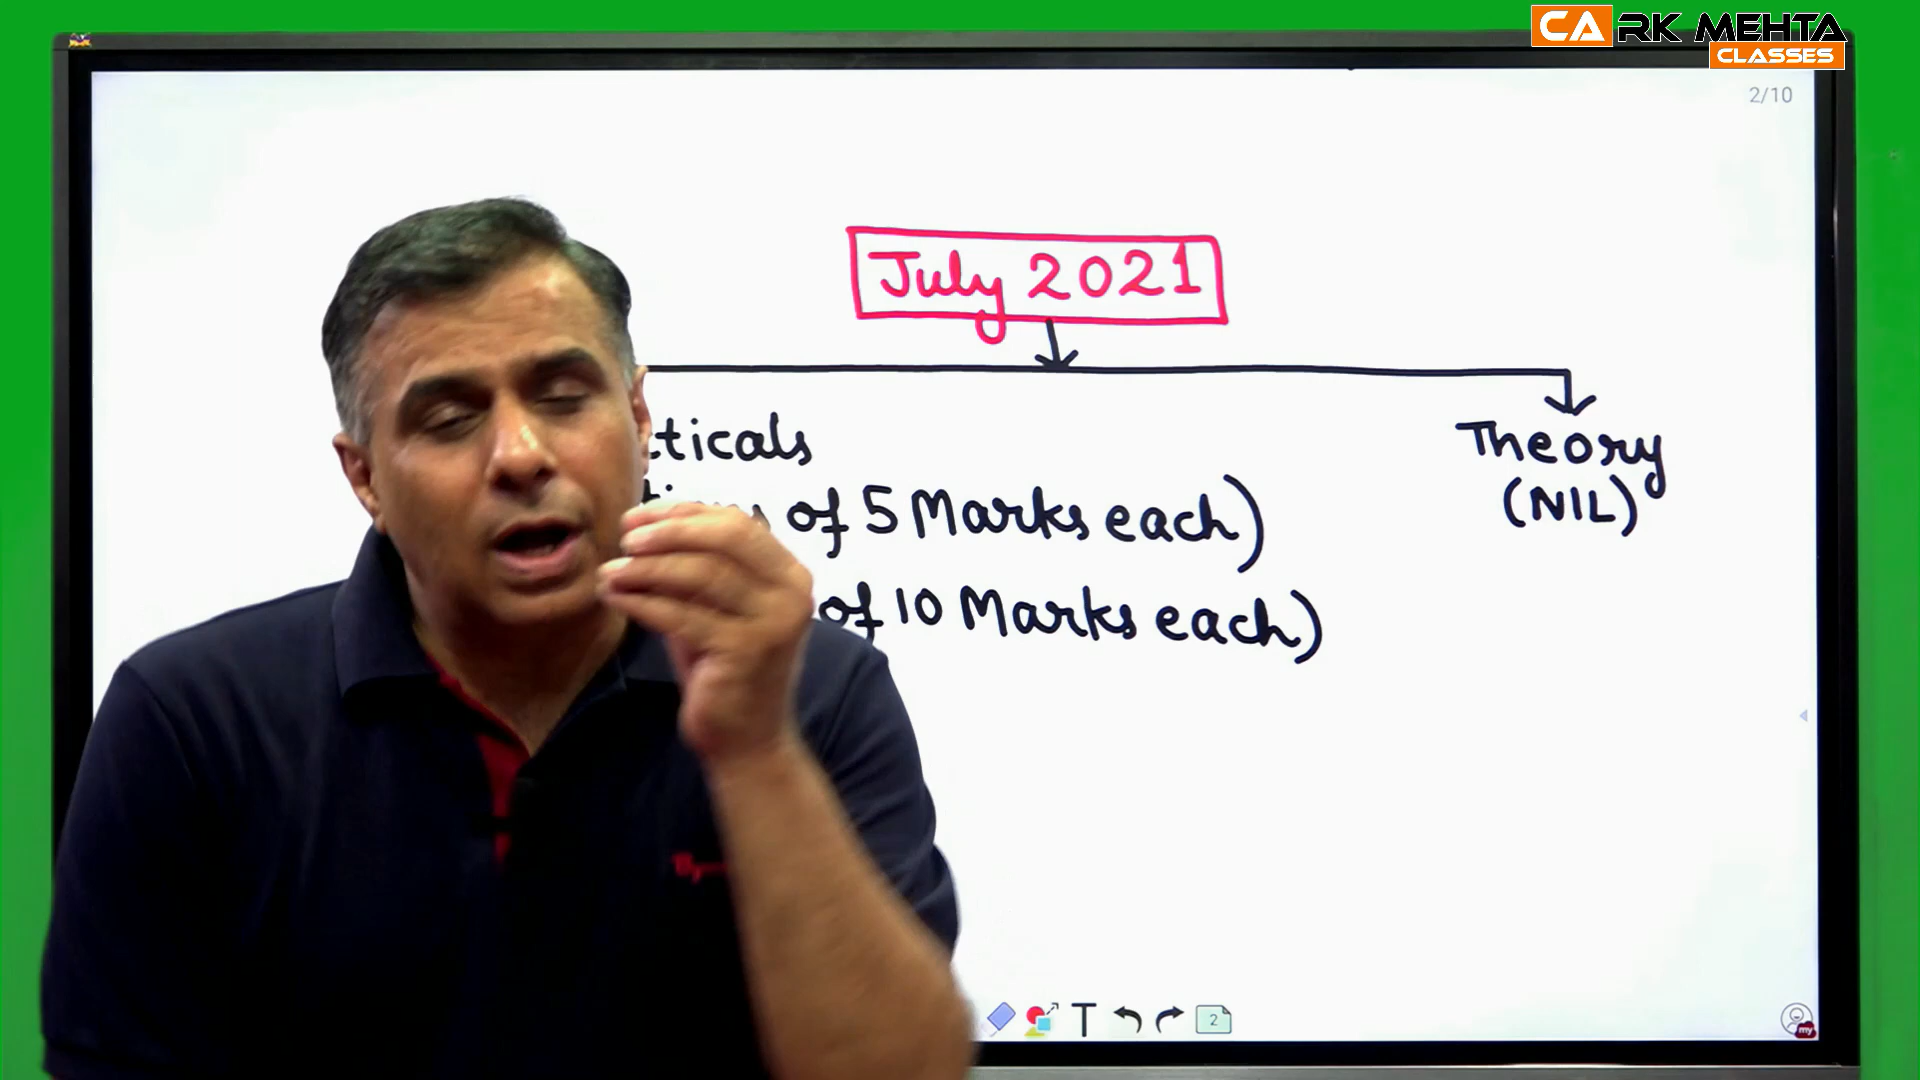 CA RK MEHTA
CLASSES
2/10
July 2021
Theory
(NIL)
of 5 Marks each)
of 10 Marks each)
T
2
my